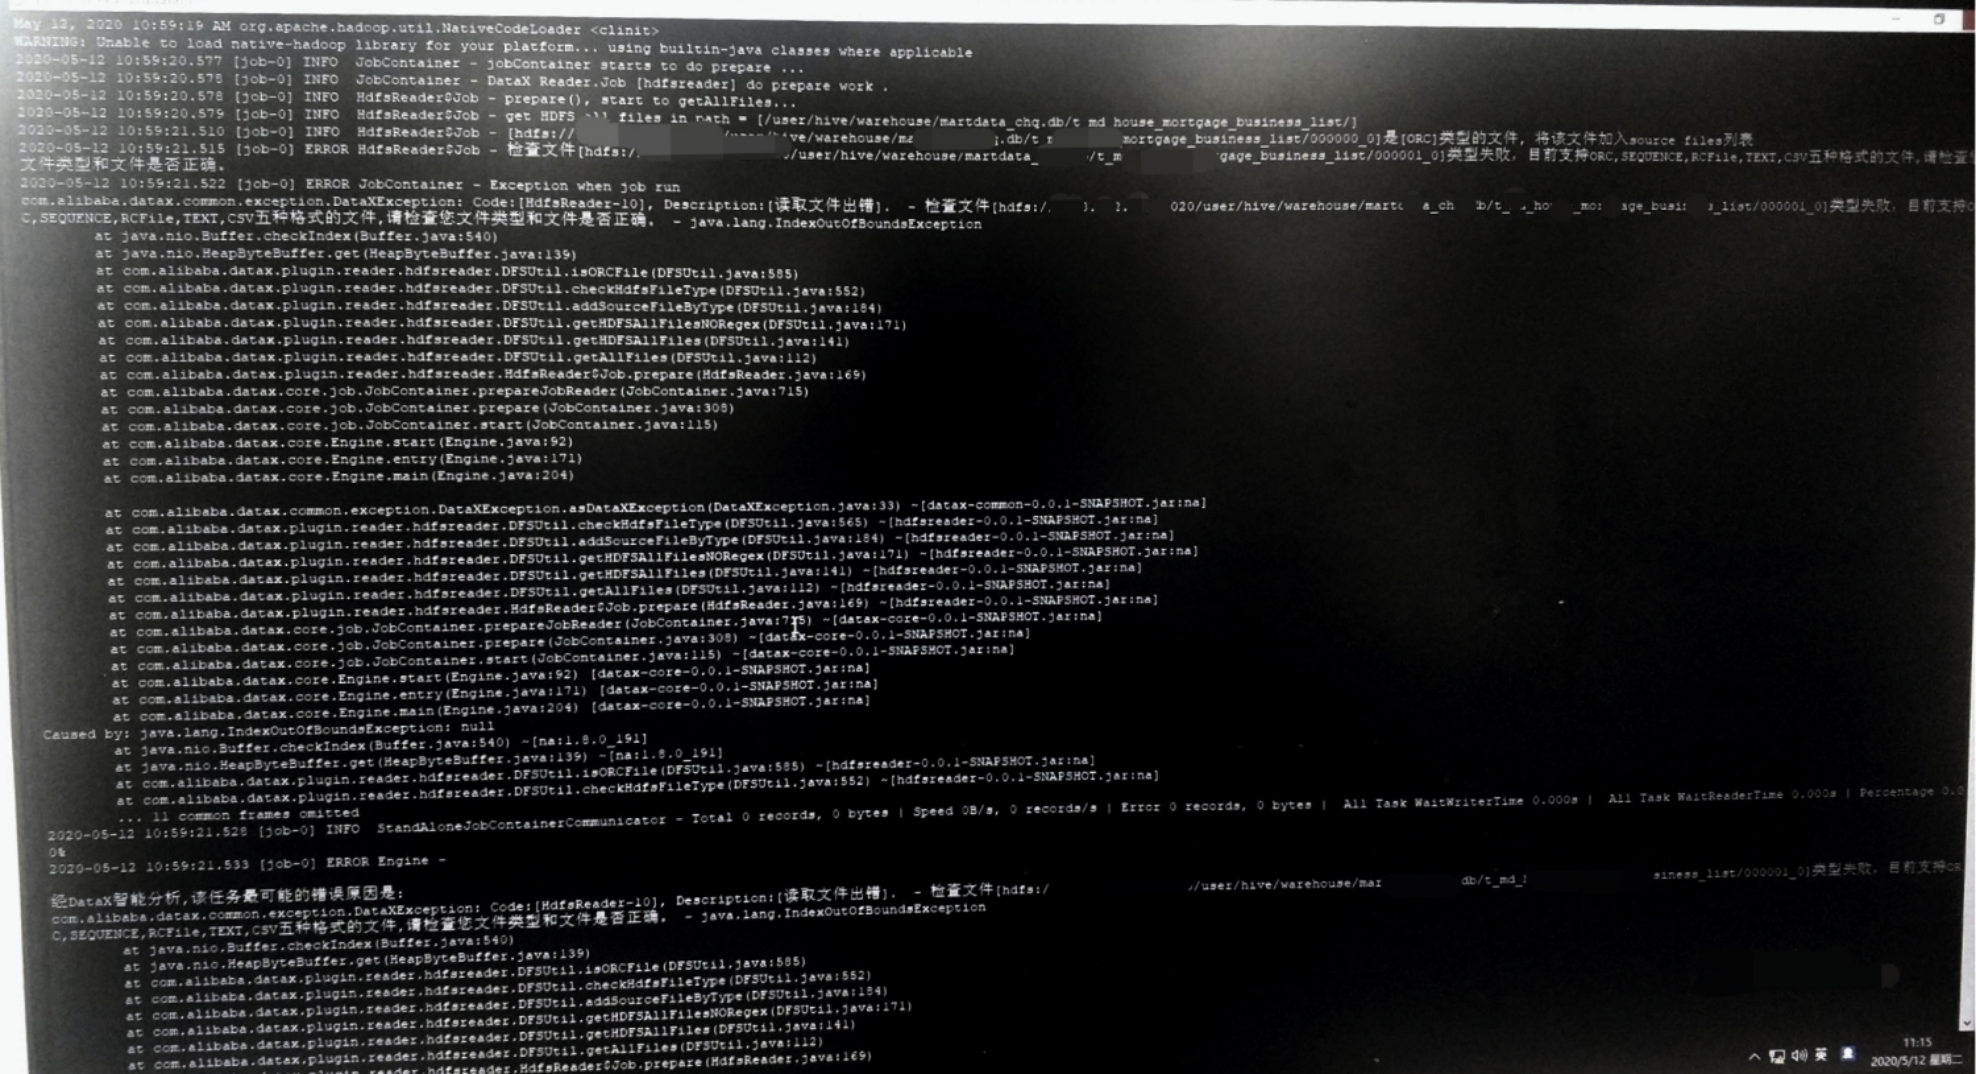 May 12, 2020 10:59:19 AM org.apache.hadoop.util.NativeCodeLoader <clinit>
WARNING: Unable to load native-hadoop library for your platform... using builtin-java classes where applicable
2020-05-12 10:59:20.577 [job-0] INFO  JobContainer - jobContainer starts to do prepare ...
2020-05-12 10:59:20.578 [job-0] INFO  JobContainer - DataX Reader.Job [hdfsreader] do prepare work .
2020-05-12 10:59:20.578 [job-0] INFO  HdfsReader$Job - prepare(), start to getAllFiles...
2020-05-12 10:59:20.579 [job-0] INFO  HdfsReader$Job - get HDFS all files in path = [/user/hive/warehouse/martdata_chq.db/t_md_house_mortgage_business_list/]
2020-05-12 10:59:21.510 [job-0] INFO  HdfsReader$Job - [hdfs:// /warehouse/ma .db/t_ mortgage_business_list/000000_0]是[ORC]类型的文件, 将该文件加入source files列表
2020-05-12 10:59:21.515 [job-0] ERROR HdfsReader$Job - 检查文件[hdfs:/ /user/hive/warehouse/martdata_ /t_m gage_business_list/000001_0]类型失败, 目前支持ORC,SEQUENCE,RCFile,TEXT,CSV五种格式的文件,请检查
文件类型和文件是否正确。
2020-05-12 10:59:21.522 [job-0] ERROR JobContainer - Exception when job run
com.alibaba.datax.common.exception.DataXException: Code:[HdfsReader-10], Description:[读取文件出错].  - 检查文件[hdfs:/ 020/user/hive/warehouse/mart a_ch b/t_ _list/000001_0]类型失败, 目前支持
C,SEQUENCE,RCFile,TEXT,CSV五种格式的文件,请检查您文件类型和文件是否正确。 - java.lang.IndexOutOfBoundsException
at java.nio.Buffer.checkIndex(Buffer.java:540)
at java.nio.HeapByteBuffer.get(HeapByteBuffer.java:139)
at com.alibaba.datax.plugin.reader.hdfsreader.DFSUtil.isORCFile(DFSUtil.java:585)
at com.alibaba.datax.plugin.reader.hdfsreader.DFSUtil.checkHdfsFileType(DFSUtil.java:552)
at com.alibaba.datax.plugin.reader.hdfsreader.DFSUtil.addSourceFileByType(DFSUtil.java:184)
at com.alibaba.datax.plugin.reader.hdfsreader.DFSUtil.getHDFSAllFilesNORegex(DFSUtil.java:171)
at com.alibaba.datax.plugin.reader.hdfsreader.DFSUtil.getHDFSAllFiles(DFSUtil.java:141)
at com.alibaba.datax.plugin.reader.hdfsreader.DFSUtil.getAllFiles(DFSUtil.java:112)
at com.alibaba.datax.plugin.reader.hdfsreader.HdfsReader$Job.prepare(HdfsReader.java:169)
at com.alibaba.datax.core.job.JobContainer.prepareJobReader(JobContainer.java:715)
at com.alibaba.datax.core.job.JobContainer.prepare(JobContainer.java:308)
at com.alibaba.datax.core.job.JobContainer.start(JobContainer.java:115)
at com.alibaba.datax.core.Engine.start(Engine.java:92)
at com.alibaba.datax.core.Engine.entry(Engine.java:171)
at com.alibaba.datax.core.Engine.main(Engine.java:204)
at com.alibaba.datax.common.exception.DataXException.asDataXException(DataXException.java:33) ~[datax-common-0.0.1-SNAPSHOT.jar:na]
at com.alibaba.datax.plugin.reader.hdfsreader.DFSUtil.checkHdfsFileType(DFSUtil.java:565) ~[hdfsreader-0.0.1-SNAPSHOT.jar:na]
at com.alibaba.datax.plugin.reader.hdfsreader.DFSUtil.addSourceFileByType(DFSUtil.java:184) ~[hdfsreader-0.0.1-SNAPSHOT.jar:na]
at com.alibaba.datax.plugin.reader.hdfsreader.DFSUtil.getHDFSAllFilesNORegex(DFSUtil.java:171) ~[hdfsreader-0.0.1-SNAPSHOT.jar:na]
at com.alibaba.datax.plugin.reader.hdfsreader.DFSUtil.getHDFSAllFiles(DFSUtil.java:141) ~[hdfsreader-0.0.1-SNAPSHOT.jar:na]
at com.alibaba.datax.plugin.reader.hdfsreader.DFSUtil.getAllFiles(DFSUtil.java:112) ~[hdfsreader-0.0.1-SNAPSHOT.jar:na]
at com.alibaba.datax.plugin.reader.hdfsreader.HdfsReader$Job.prepare(HdfsReader.java:169) ~[hdfsreader-0.0.1-SNAPSHOT.jar:na]
at com.alibaba.datax.core.job.JobContainer.prepareJobReader(JobContainer.java:715) ~[datax-core-0.0.1-SNAPSHOT.jar:na]
at com.alibaba.datax.core.job.JobContainer.prepare(JobContainer.java:308) ~[datax-core-0.0.1-SNAPSHOT.jar:na]
at com.alibaba.datax.core.job.JobContainer.start(JobContainer.java:115) ~[datax-core-0.0.1-SNAPSHOT.jar:na]
at com.alibaba.datax.core.Engine.start(Engine.java:92) [datax-core-0.0.1-SNAPSHOT.jar:na]
at com.alibaba.datax.core.Engine.entry(Engine.java:171) [datax-core-0.0.1-SNAPSHOT.jar:na]
at com.alibaba.datax.core.Engine.main(Engine.java:204) [datax-core-0.0.1-SNAPSHOT.jar:na]
Caused by: java.lang.IndexOutOfBoundsException: null
at java.nio.Buffer.checkIndex(Buffer.java:540) ~[na:1.8.0_191]
at java.nio.HeapByteBuffer.get(HeapByteBuffer.java:139) ~[na:1.8.0_191]
at com.alibaba.datax.plugin.reader.hdfsreader.DFSUtil.isORCFile(DFSUtil.java:585) ~[hdfsreader-0.0.1-SNAPSHOT.jar:na]
at com.alibaba.datax.plugin.reader.hdfsreader.DFSUtil.checkHdfsFileType(DFSUtil.java:552) ~[hdfsreader-0.0.1-SNAPSHOT.jar:na]
... 11 common frames omitted
2020-05-12 10:59:21.528 [job-0] INFO  StandAloneJobContainerCommunicator - Total 0 records, 0 bytes | Speed 0B/s, 0 records/s | Error 0 records, 0 bytes |  All Task WaitWriterTime 0.000s |  All Task WaitReaderTime 0.000s | Percentage 0.0
0%
2020-05-12 10:59:21.533 [job-0] ERROR Engine -
经DataX智能分析,该任务最可能的错误原因是:
com.alibaba.datax.common.exception.DataXException: Code:[HdfsReader-10], Description:[读取文件出错].  - 检查文件[hdfs:/ /user/hive/warehouse/mar db/t_md_ siness_list/000001_0]类型失败, 目前支持OR
C,SEQUENCE,RCFile,TEXT,CSV五种格式的文件,请检查您文件类型和文件是否正确。 - java.lang.IndexOutOfBoundsException
at java.nio.Buffer.checkIndex(Buffer.java:540)
at java.nio.HeapByteBuffer.get(HeapByteBuffer.java:139)
at com.alibaba.datax.plugin.reader.hdfsreader.DFSUtil.isORCFile(DFSUtil.java:585)
at com.alibaba.datax.plugin.reader.hdfsreader.DFSUtil.checkHdfsFileType(DFSUtil.java:552)
at com.alibaba.datax.plugin.reader.hdfsreader.DFSUtil.addSourceFileByType(DFSUtil.java:184)
at com.alibaba.datax.plugin.reader.hdfsreader.DFSUtil.getHDFSAllFilesNORegex(DFSUtil.java:171)
at com.alibaba.datax.plugin.reader.hdfsreader.DFSUtil.getHDFSAllFiles(DFSUtil.java:141)
at com.alibaba.datax.plugin.reader.hdfsreader.DFSUtil.getAllFiles(DFSUtil.java:112)
at com.alibaba.datax.plugin.reader.hdfsreader.HdfsReader$Job.prepare(HdfsReader.java:169)
英
11:15
2020/5/12 星期二